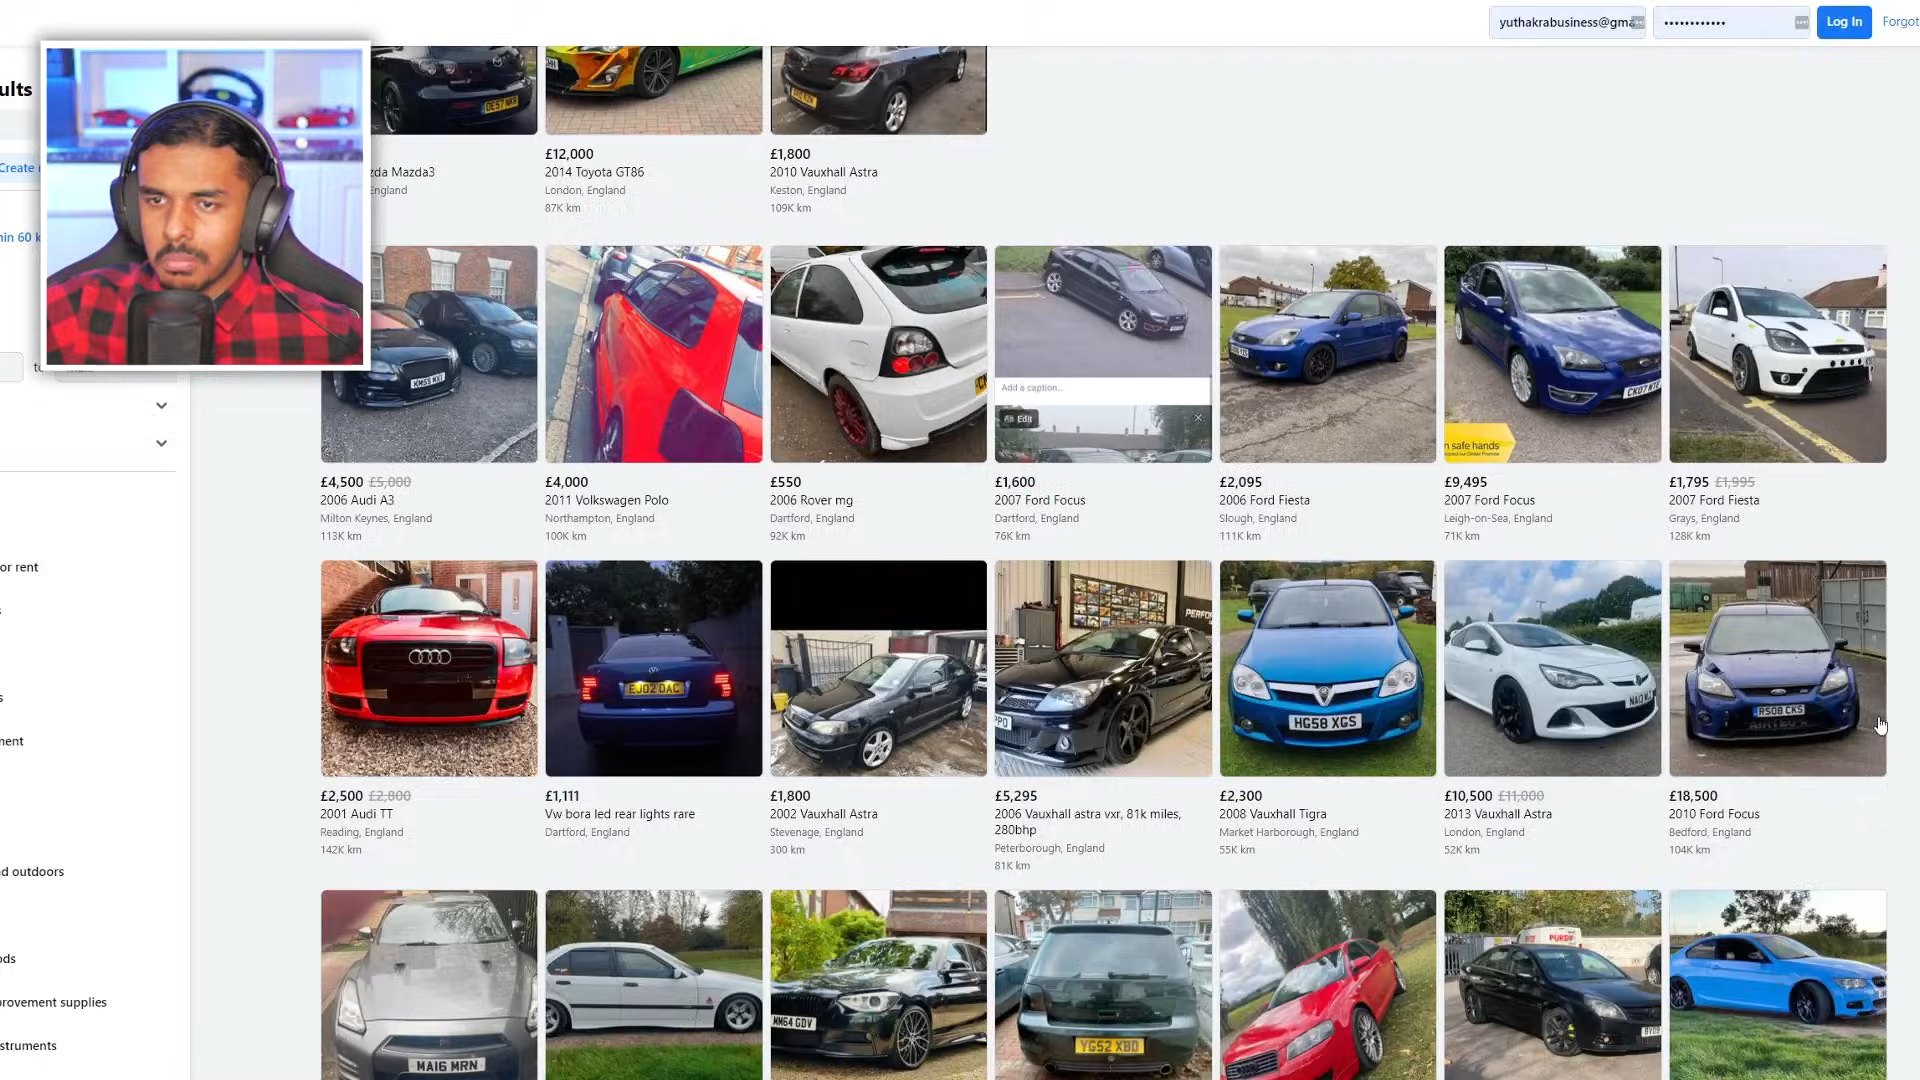 yuthakrabusiness@gma
••••••••••••
Log In
Forgot
ults
Create
hin 60 k
to
or rent
nent
d outdoors
ods
provement supplies
struments
OE57 NKR
zda Mazda3
England
£12,000
2014 Toyota GT86
London, England
87K km
£1,800
2010 Vauxhall Astra
Keston, England
109K km
£4,500 £5,000
2006 Audi A3
Milton Keynes, England
113K km
£4,000
2011 Volkswagen Polo
Northampton, England
100K km
£550
2006 Rover mg
Dartford, England
92K km
Add a caption...
Edit
£1,600
2007 Ford Focus
Dartford, England
76K km
£2,095
2006 Ford Fiesta
Slough, England
111K km
CK07
n safe hands
£9,495
2007 Ford Focus
Leigh-on-Sea, England
71K km
£1,795 £1,995
2007 Ford Fiesta
Grays, England
128K km
£2,500 £2,800
2001 Audi TT
Reading, England
142K km
EJ02 OAC
£1,111
Vw bora led rear lights rare
Dartford, England
£1,800
2002 Vauxhall Astra
Stevenage, England
300 km
PERFO
PPO
£5,295
2006 Vauxhall astra vxr, 81k miles,
280bhp
Peterborough, England
81K km
HG58 XGS
£2,300
2008 Vauxhall Tigra
Market Harborough, England
55K km
£10,500 £11,000
2013 Vauxhall Astra
London, England
52K km
RS08 CKS
£18,500
2010 Ford Focus
Bedford, England
104K km
MA16 MRN
MM64 GDV
YG52 XBD
BV09